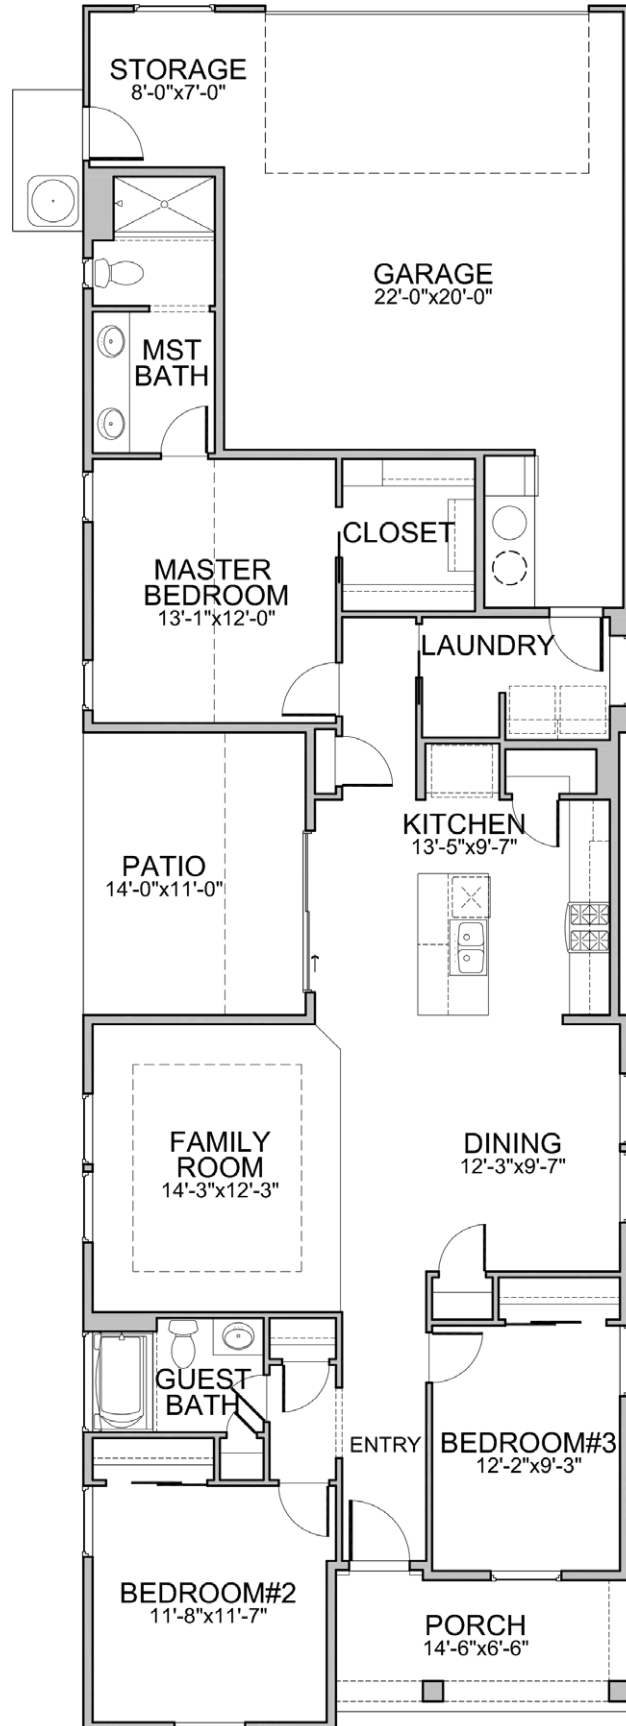 STORAGE
8'-0"x7'-0"
GARAGE
22'-0"x20'-0"
MST
BATH
CLOSET
MASTER
BEDROOM
13'-1"x12'-0"
LAUNDRY
KITCHEN
13'-5"x9'-7"
PATIO
14'-0"x11'-0"
FAMILY
ROOM
14'-3"x12'-3"
DINING
12'-3"x9'-7"
GUEST
BATH
ENTRY
BEDROOM#3
12'-2"x9'-3"
BEDROOM#2
11'-8"x11'-7"
PORCH
14'-6"x6'-6"